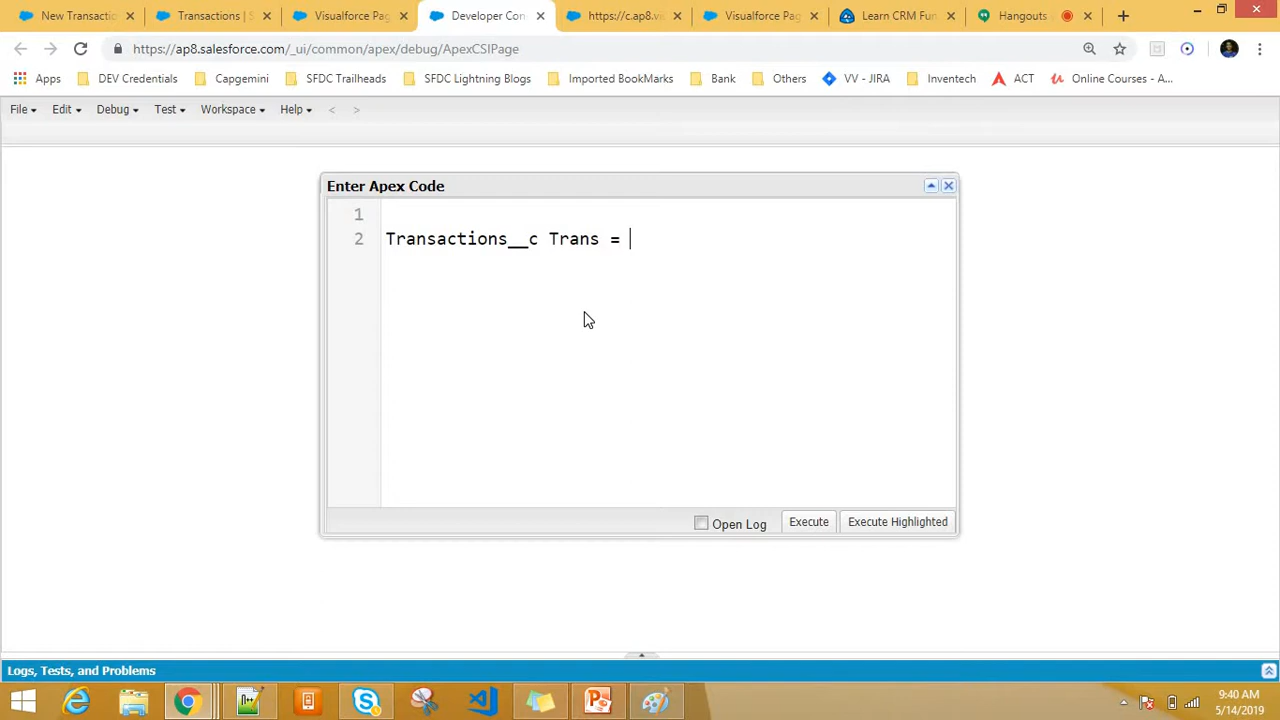 New Transactio
Transactions | S
Visualforce Pag
Developer Con
https://c.ap8.vi
Visualforce Pag
Learn CRM Fun
Hangouts
https://ap8.salesforce.com/_ui/common/apex/debug/ApexCSIPage
Apps
DEV Credentials
Capgemini
SFDC Trailheads
SFDC Lightning Blogs
Imported BookMarks
Bank
Others
VV - JIRA
Inventech
ACT
Online Courses - A...
File
Edit
Debug
Test
Workspace
Help
< >
Enter Apex Code
1
2 Transactions__c Trans =
Open Log
Execute
Execute Highlighted
Logs, Tests, and Problems
9:40 AM
5/14/2019